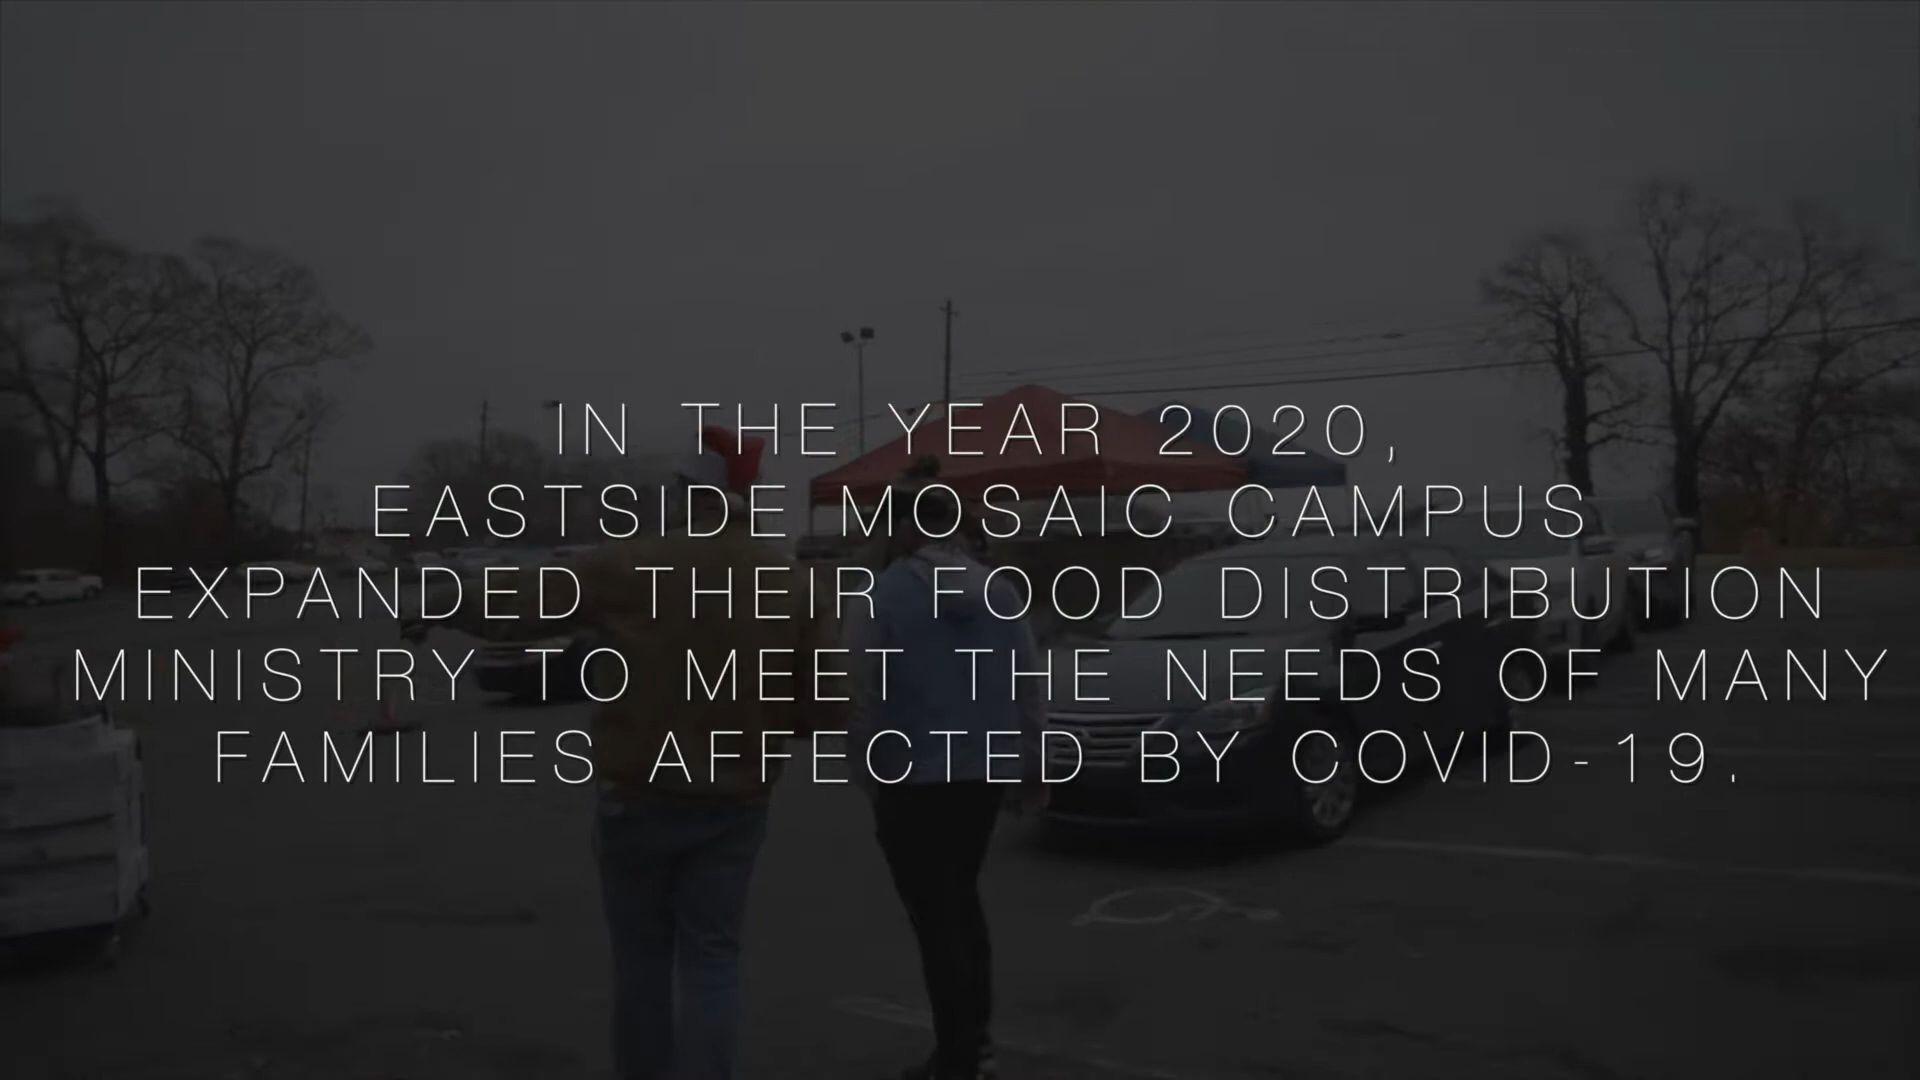 IN THE YEAR 2020,
EASTSIDE MOSAIC CAMPUS
EXPANDED THEIR FOOD DISTRIBUTION
MINISTRY TO MEET THE NEEDS OF MANY
FAMILIES AFFECTED BY COVID-19.